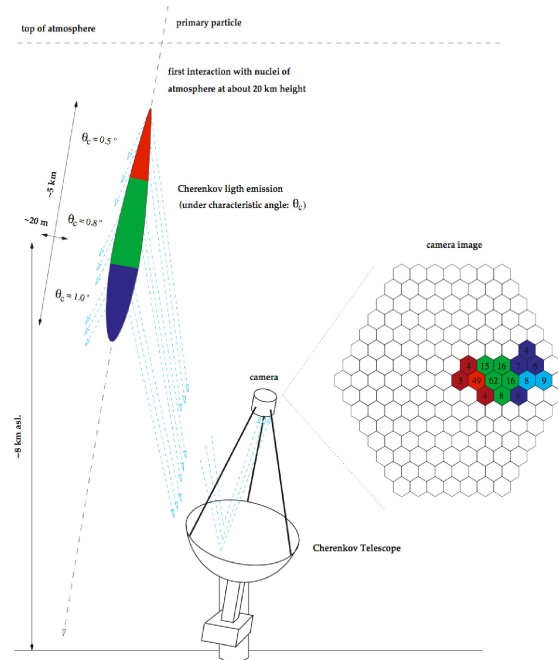 primary particle
top of atmosphere
first interaction with nuclei of
atmosphere at about 20 km height
θc ≈ 0.5 °
~5 km
Cherenkov ligth emission
(under characteristic angle: θc)
~20 m
θc ≈ 0.8 °
camera image
θc ≈ 1.0 °
4
4 15 16 7 6
3 49 62 16 8 9
4 8
camera
~8 km asl.
Cherenkov Telescope